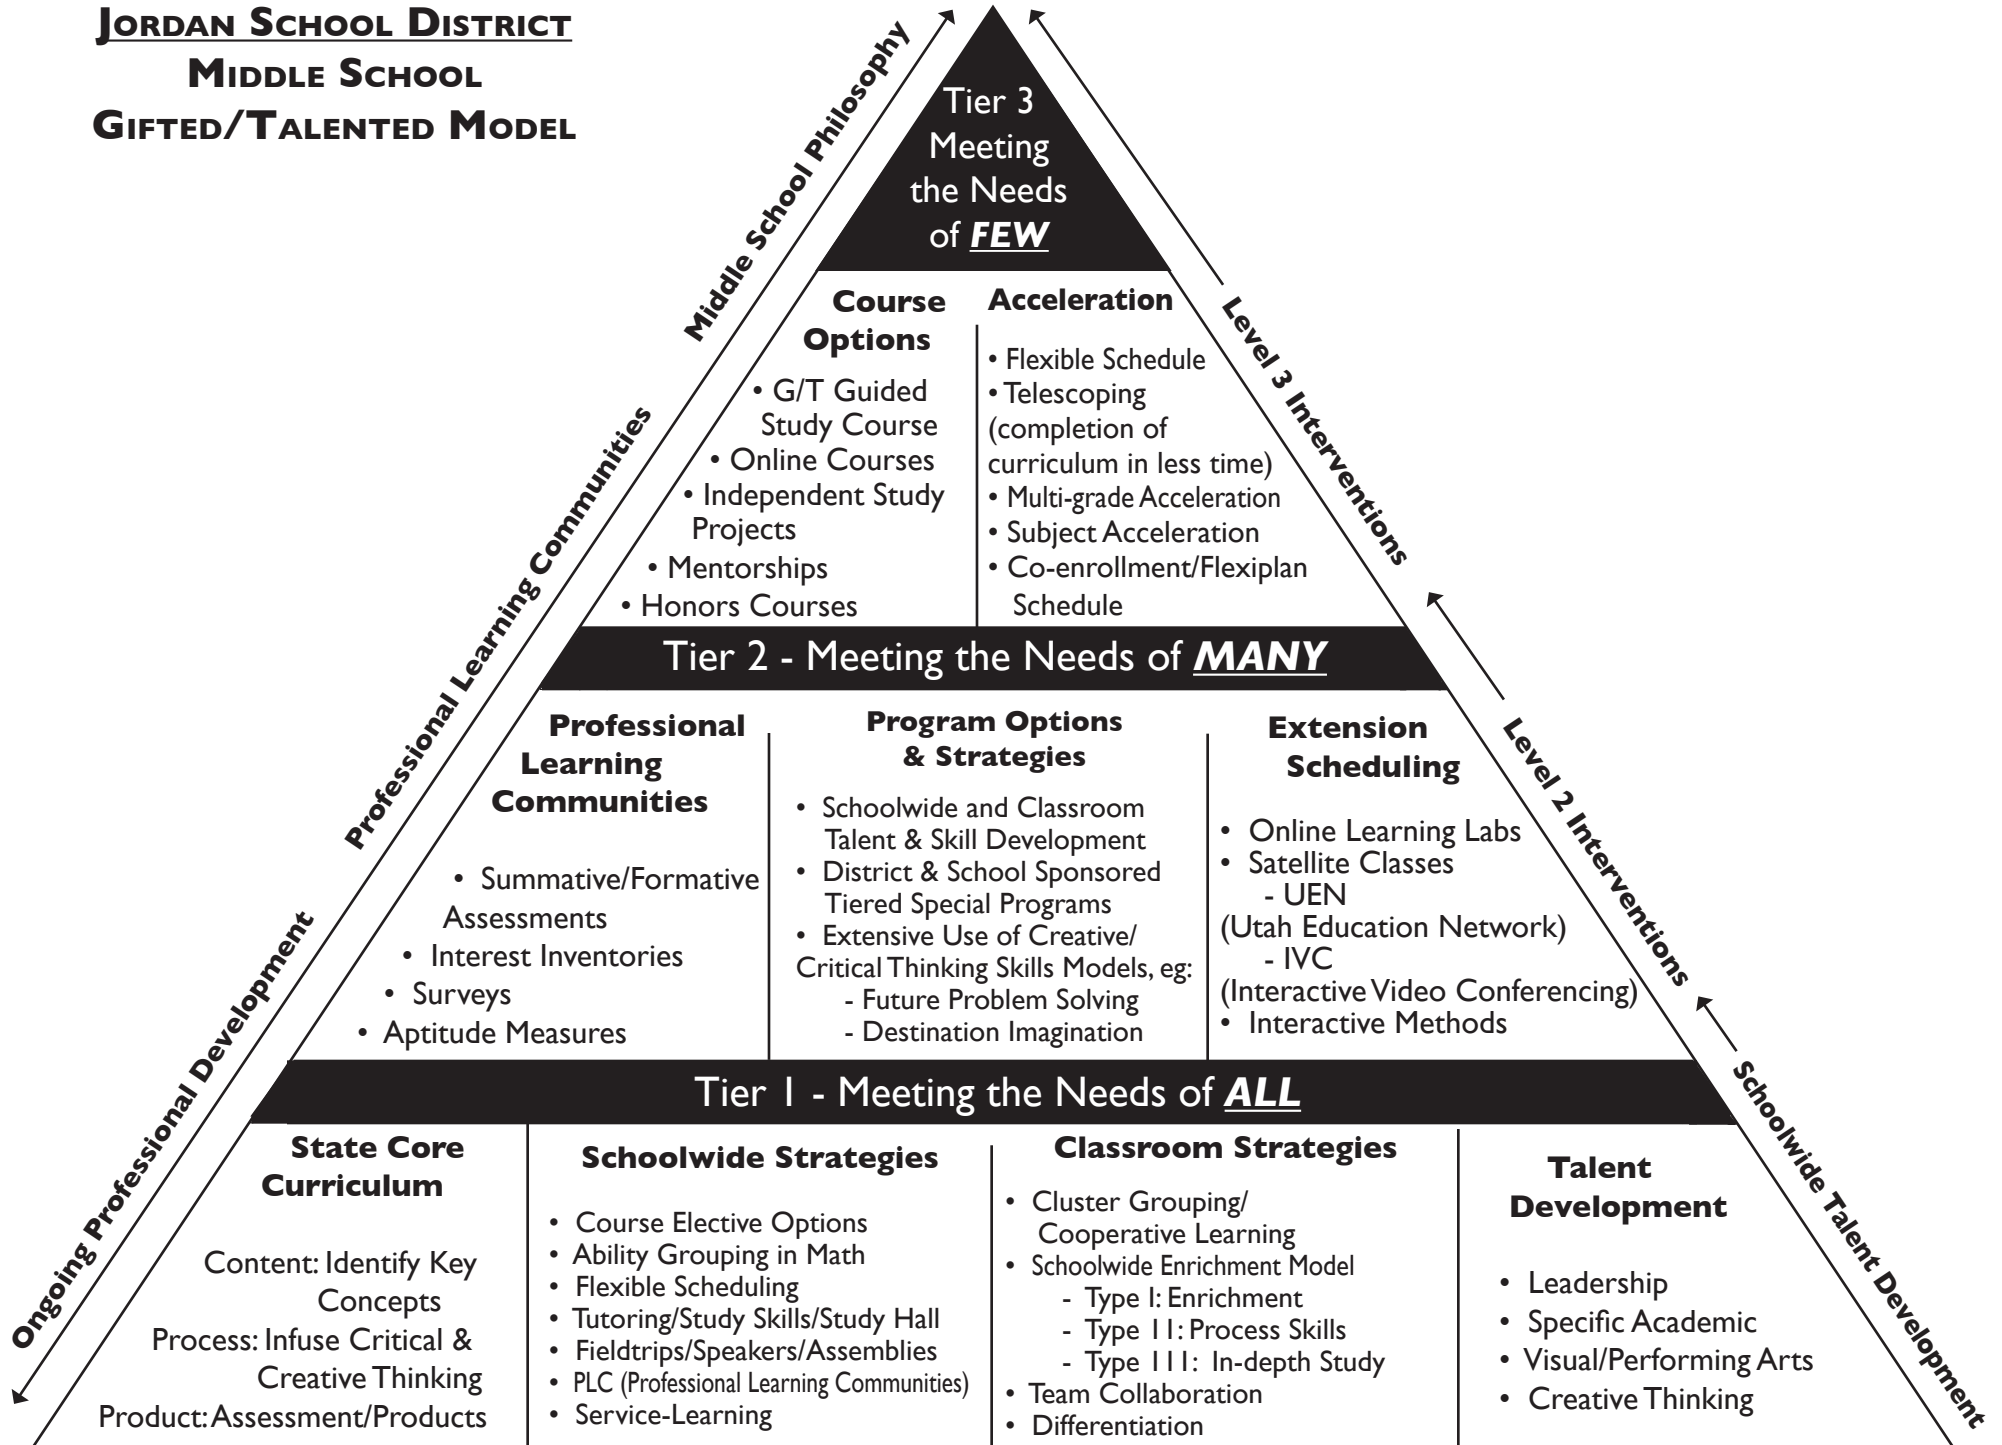 JORDAN SCHOOL DISTRICT
MIDDLE SCHOOL
GIFTED/TALENTED MODEL
Middle School Philosophy
Professional Learning Communities
Ongoing Professional Development
Tier 3
Meeting
the Needs
of FEW
Course
Options
• G/T Guided
Study Course
• Online Courses
• Independent Study
Projects
• Mentorships
• Honors Courses
Acceleration
• Flexible Schedule
• Telescoping
(completion of
curriculum in less time)
• Multi-grade Acceleration
• Subject Acceleration
• Co-enrollment/Flexiplan
Schedule
Level 3 Interventions
Tier 2 - Meeting the Needs of MANY
Professional
Learning
Communities
• Summative/Formative
Assessments
• Interest Inventories
• Surveys
• Aptitude Measures
Program Options
& Strategies
• Schoolwide and Classroom
Talent & Skill Development
• District & School Sponsored
Tiered Special Programs
• Extensive Use of Creative/
Critical Thinking Skills Models, eg:
- Future Problem Solving
- Destination Imagination
Extension
Scheduling
• Online Learning Labs
• Satellite Classes
- UEN
(Utah Education Network)
- IVC
(Interactive Video Conferencing)
• Interactive Methods
Level 2 Interventions
Tier 1 - Meeting the Needs of ALL
State Core
Curriculum
Content: Identify Key
Concepts
Process: Infuse Critical &
Creative Thinking
Product: Assessment/Products
Schoolwide Strategies
• Course Elective Options
• Ability Grouping in Math
• Flexible Scheduling
• Tutoring/Study Skills/Study Hall
• Fieldtrips/Speakers/Assemblies
• PLC (Professional Learning Communities)
• Service-Learning
Classroom Strategies
• Cluster Grouping/
Cooperative Learning
• Schoolwide Enrichment Model
- Type I: Enrichment
- Type 11: Process Skills
- Type 111: In-depth Study
• Team Collaboration
• Differentiation
Talent
Development
• Leadership
• Specific Academic
• Visual/Performing Arts
• Creative Thinking
Schoolwide Talent Development